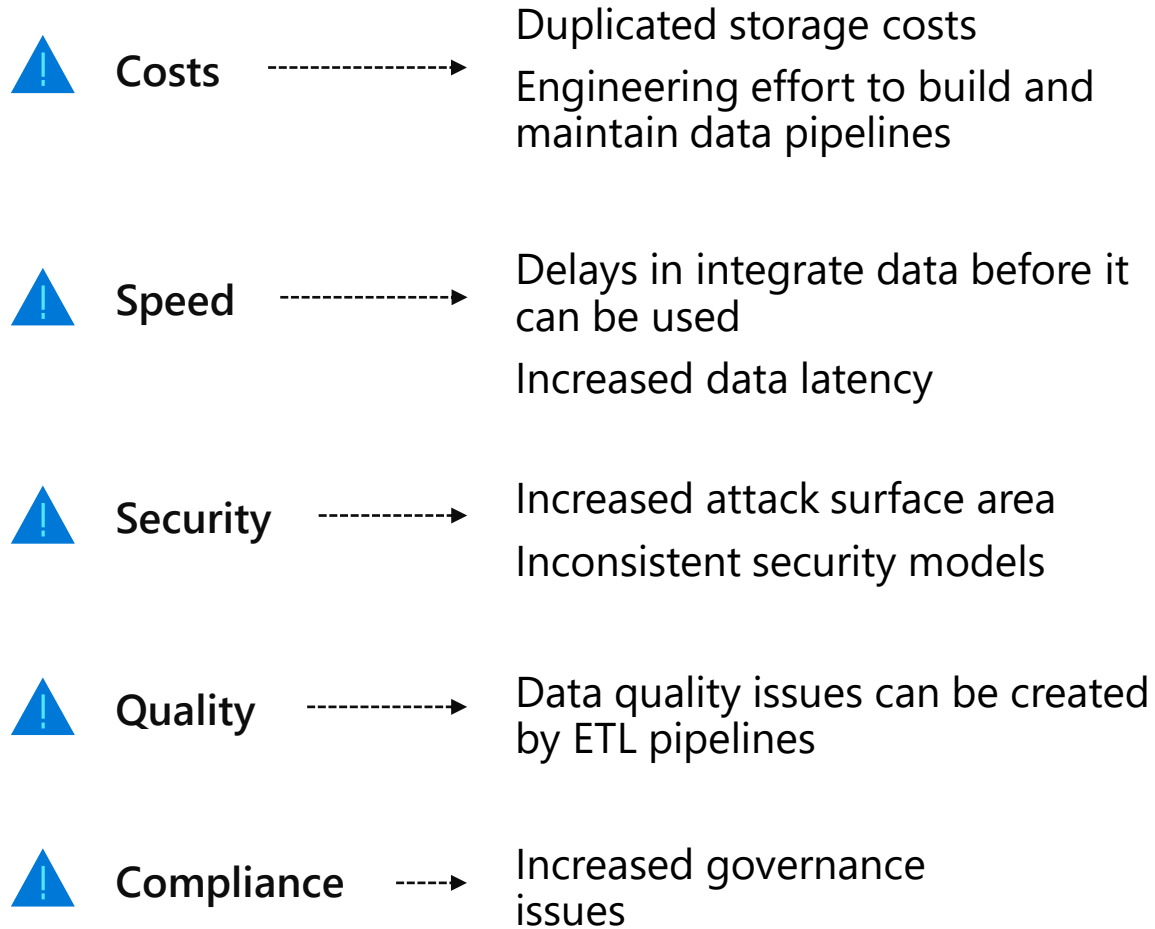 Costs
Duplicated storage costs
Engineering effort to build and
maintain data pipelines
Speed
Delays in integrate data before it
can be used
Increased data latency
Security
Increased attack surface area
Inconsistent security models
Quality
Data quality issues can be created
by ETL pipelines
Compliance
Increased governance
issues